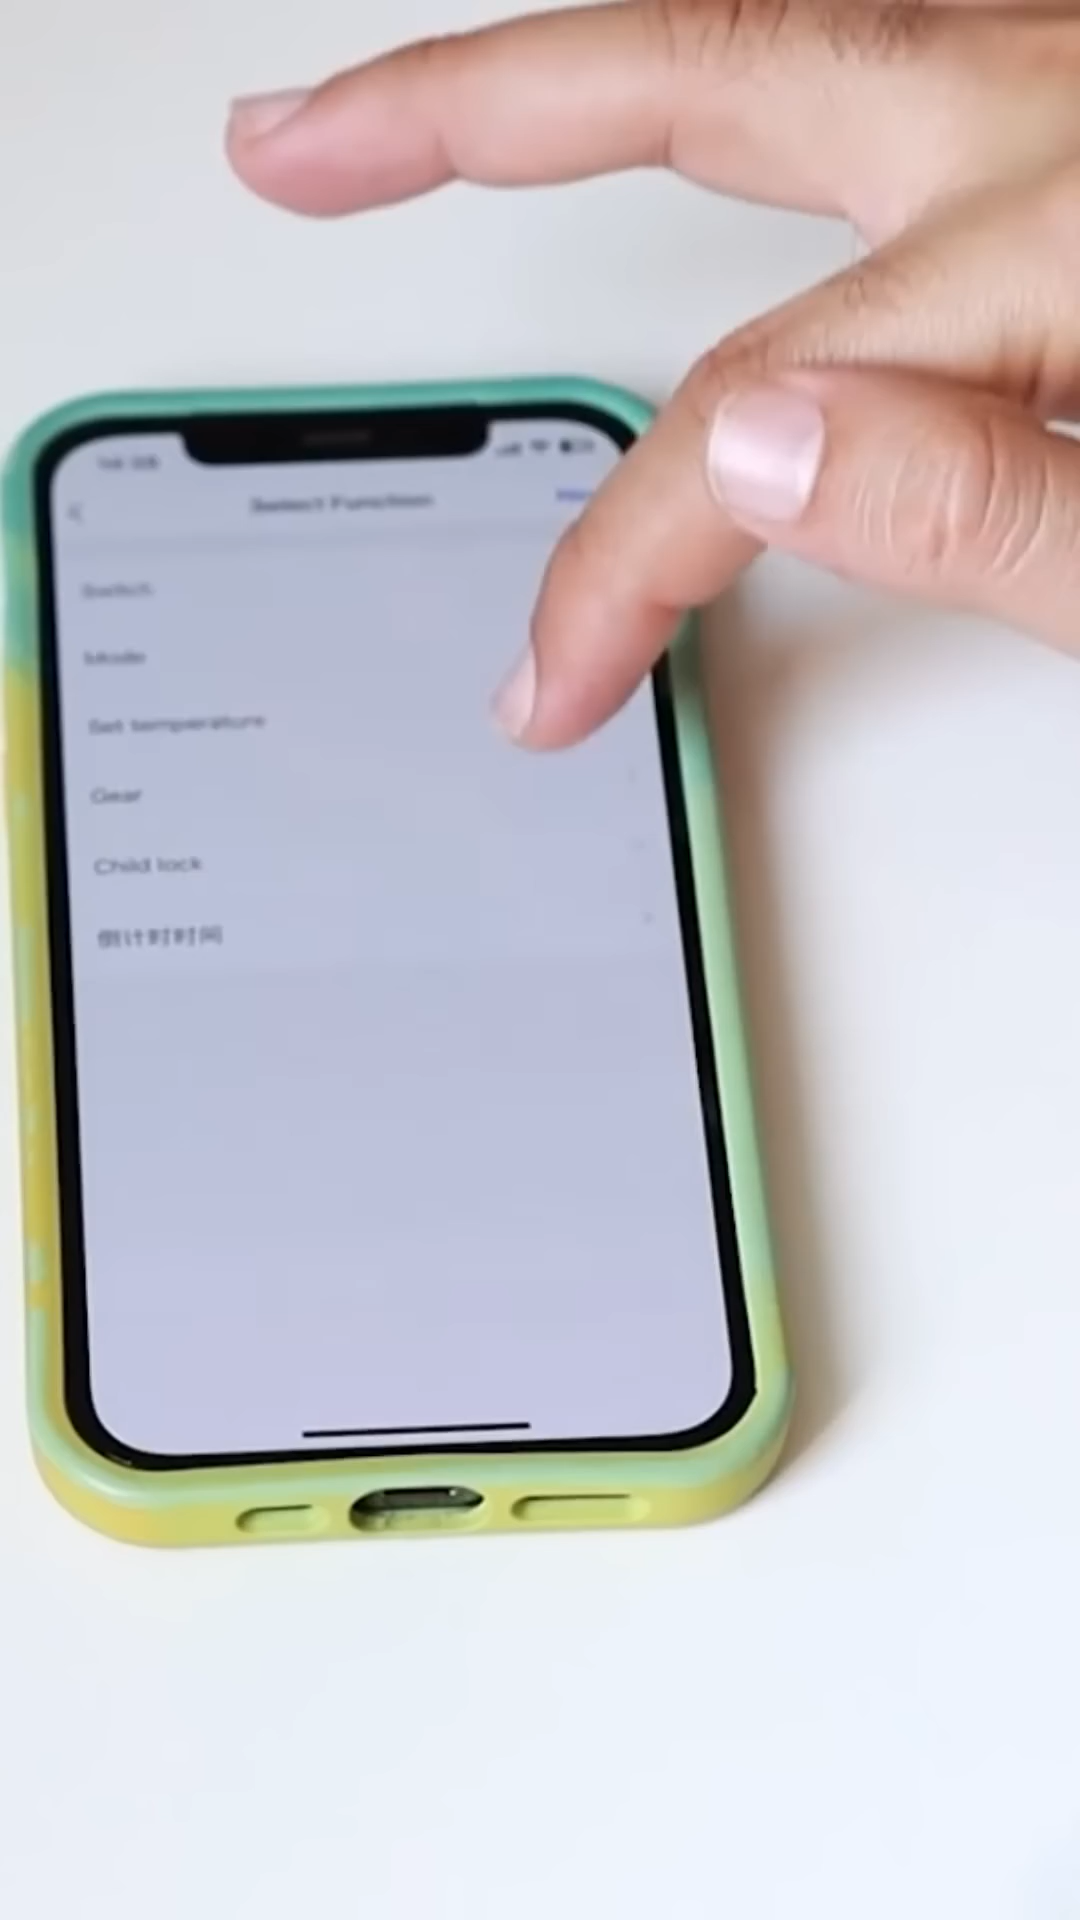 Select Function
Switch
Mode
Set temperature
Gear
Child lock
倒计时时间